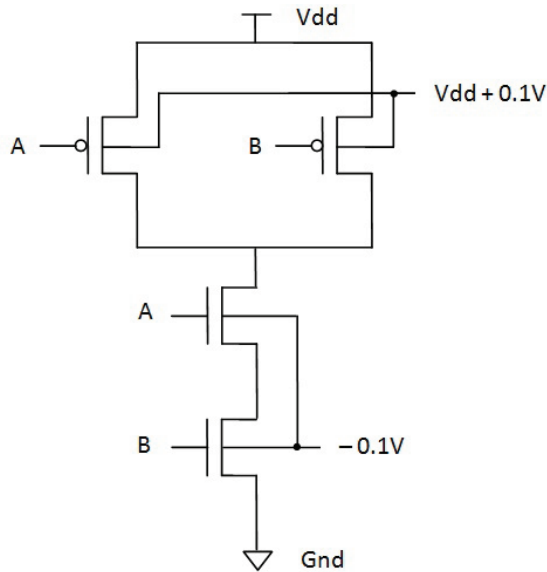 Vdd
Vdd + 0.1V
A
B
A
B
– 0.1V
Gnd